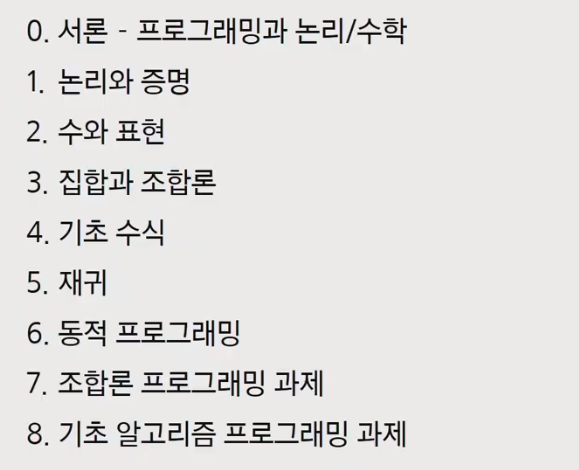 0. 서론 - 프로그래밍과 논리/수학
1. 논리와 증명
2. 수와 표현
3. 집합과 조합론
4. 기초 수식
5. 재귀
6. 동적 프로그래밍
7. 조합론 프로그래밍 과제
8. 기초 알고리즘 프로그래밍 과제